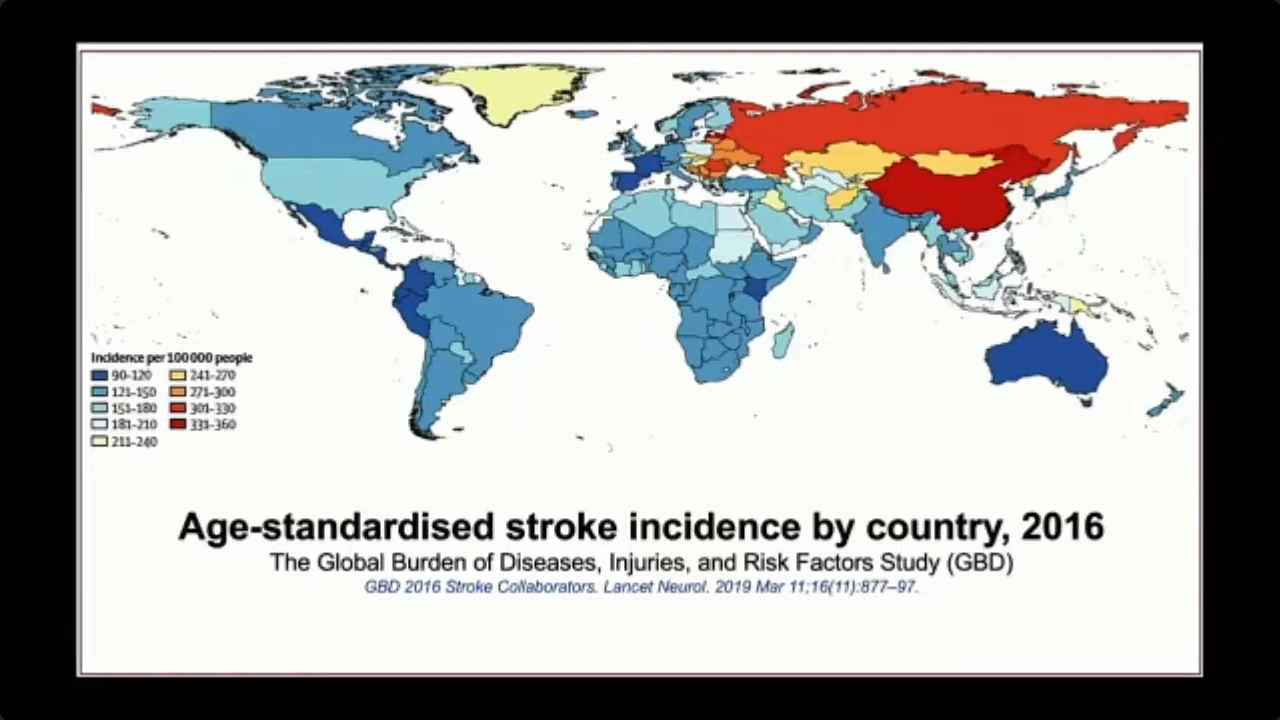 Incidence per 100 000 people
90-120
121-150
151-180
181-210
211-240
241-270
271-300
301-330
331-360
Age-standardised stroke incidence by country, 2016
The Global Burden of Diseases, Injuries, and Risk Factors Study (GBD)
GBD 2016 Stroke Collaborators. Lancet Neurol. 2019 Mar 11;16(11):877–97.